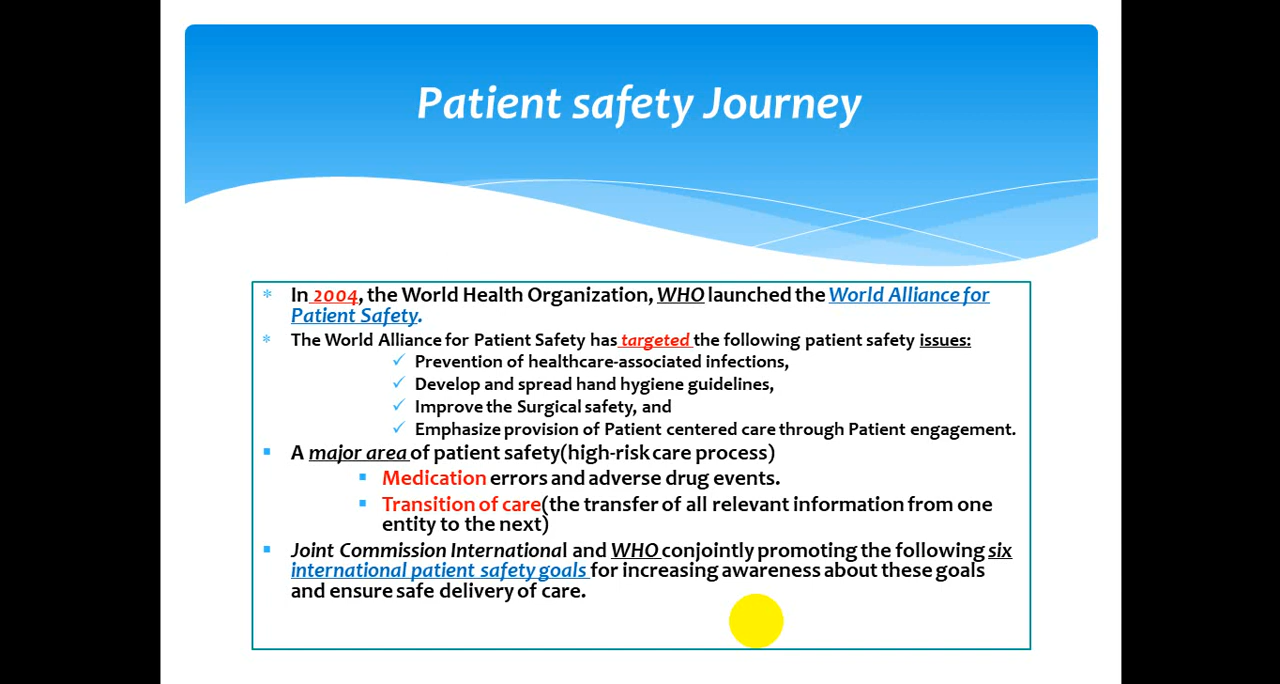 Patient safety Journey
In 2004, the World Health Organization, WHO launched the World Alliance for
Patient Safety.
The World Alliance for Patient Safety has targeted the following patient safety issues:
Prevention of healthcare-associated infections,
Develop and spread hand hygiene guidelines,
Improve the Surgical safety, and
Emphasize provision of Patient centered care through Patient engagement.
A major area of patient safety(high-risk care process)
Medication errors and adverse drug events.
Transition of care(the transfer of all relevant information from one
entity to the next)
Joint Commission International and WHO conjointly promoting the following six
international patient safety goals for increasing awareness about these goals
and ensure safe delivery of care.